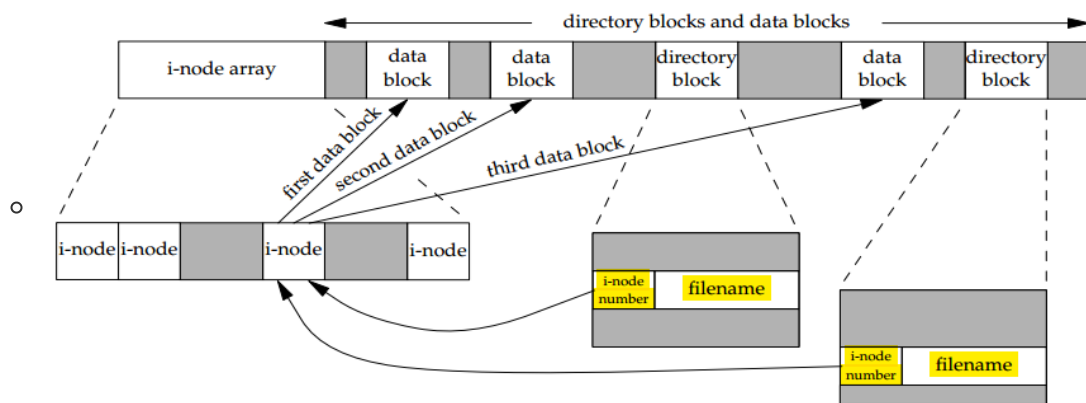 directory blocks and data blocks
i-node array
data
block
data
block
directory
block
data
block
directory
block
first data block
second data block
third data block
i-node
i-node
i-node
i-node
i-node
number
filename
i-node
number
filename